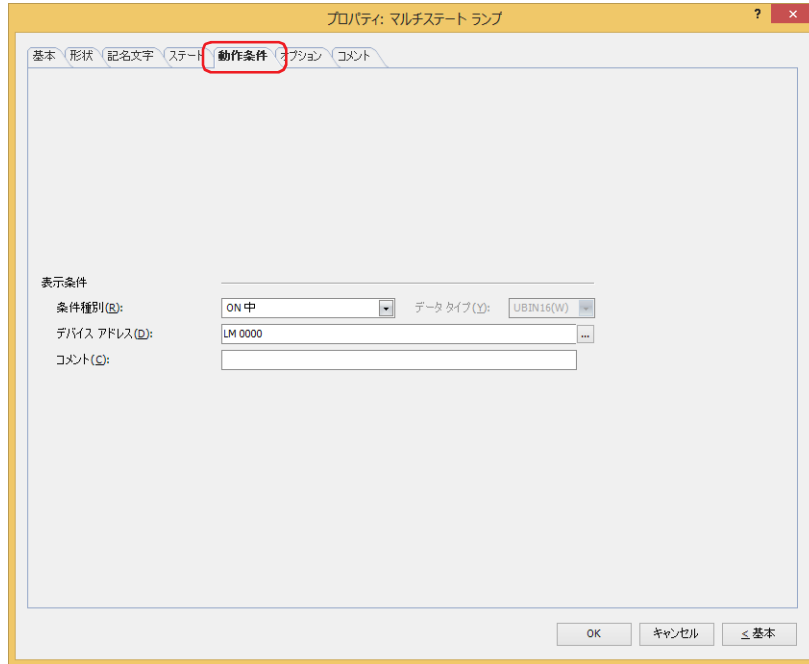 プロパティ: マルチステート ランプ
? ×
基本 形状 記名文字 ステート 動作条件 オプション コメント
表示条件
条件種別(R): ON 中 データ タイプ(Y): UBIN16(W)
デバイス アドレス(D): LM 0000 ...
コメント(C):
OK キャンセル < 基本